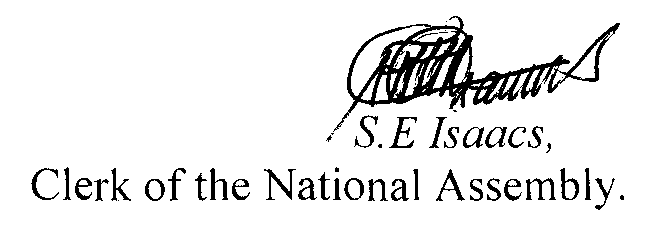 S.E Isaacs,
Clerk of the National Assembly.